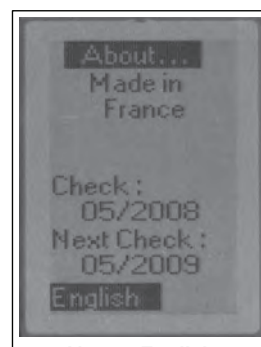 About...
Made in
France
Check :
05/2008
Next Check :
05/2009
English